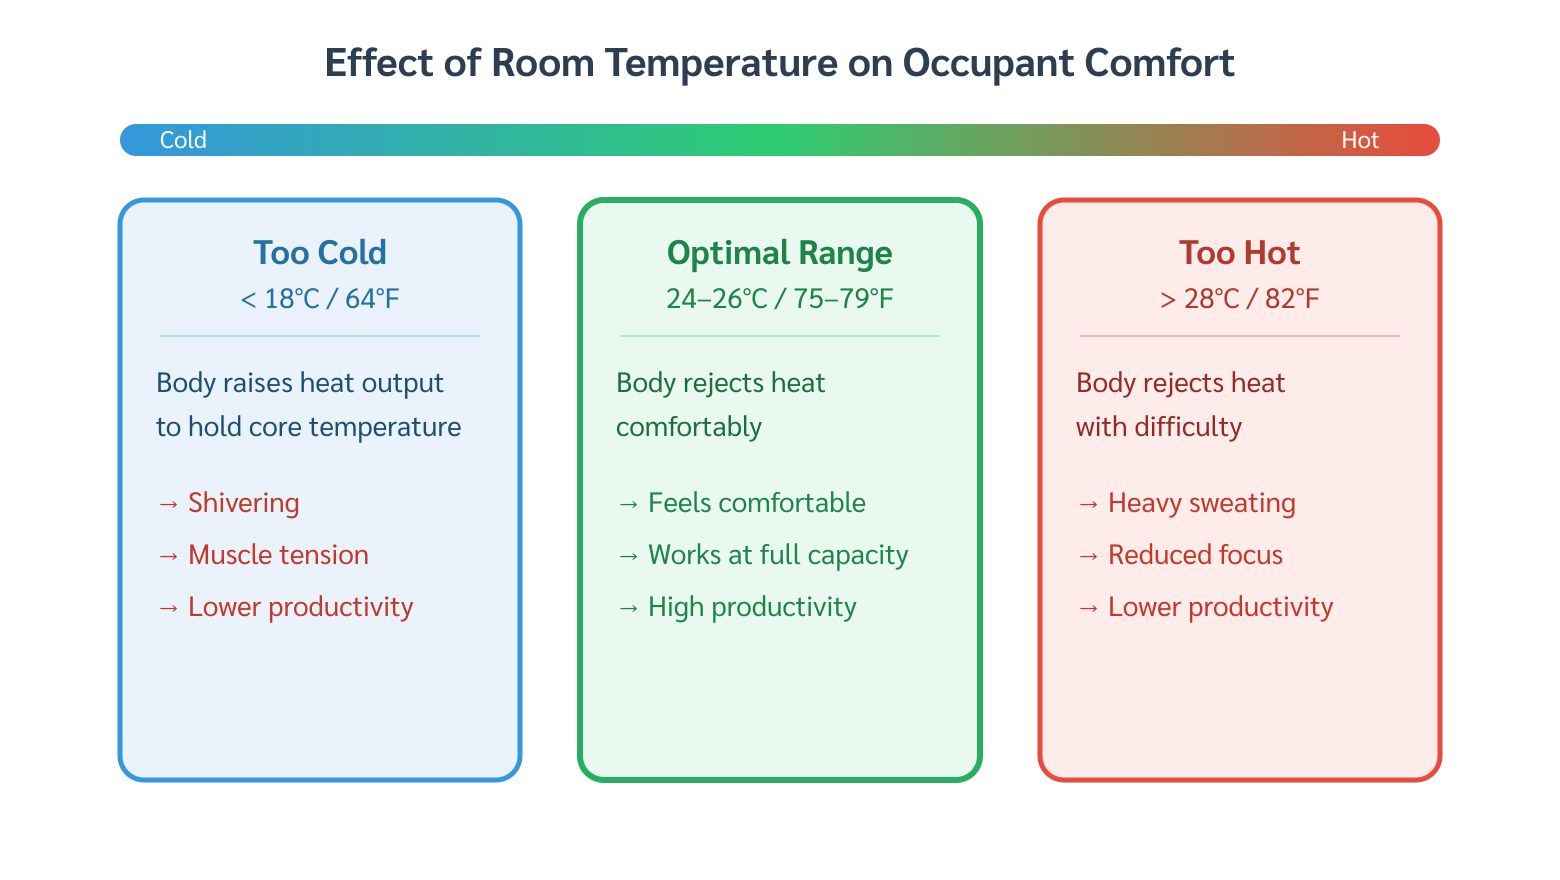 Effect of Room Temperature on Occupant Comfort
Cold
Hot
Too Cold
< 18°C / 64°F
Body raises heat output
to hold core temperature
→ Shivering
→ Muscle tension
→ Lower productivity
Optimal Range
24–26°C / 75–79°F
Body rejects heat
comfortably
→ Feels comfortable
→ Works at full capacity
→ High productivity
Too Hot
> 28°C / 82°F
Body rejects heat
with difficulty
→ Heavy sweating
→ Reduced focus
→ Lower productivity